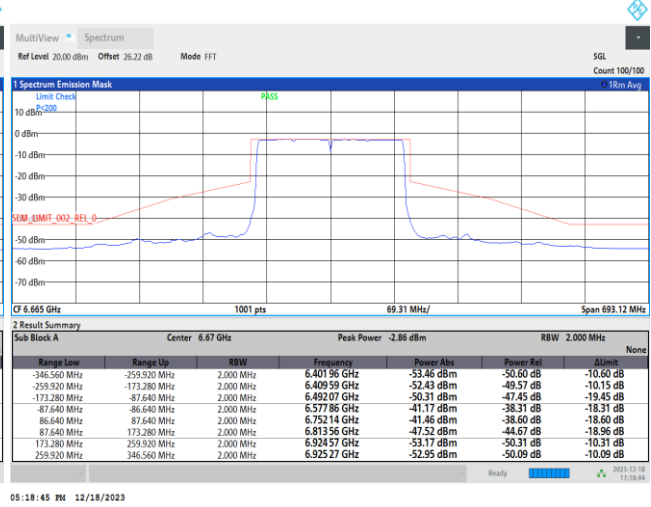 MultiView Spectrum
Ref Level 20.00 dBm Offset 26.22 dB Mode FFT SGL
Count 100/100
1 Spectrum Emission Mask 1Rm Avg
Limit Check PASS
P<200
10 dBm
0 dBm
-10 dBm
-20 dBm
-30 dBm
SEM_LIMIT_002_REL_0
-50 dBm
-60 dBm
-70 dBm
CF 6.665 GHz 1001 pts 69.31 MHz/ Span 693.12 MHz
2 Result Summary
Sub Block A Center 6.67 GHz Peak Power -2.86 dBm RBW 2.000 MHz
None
Range Low Range Up RBW Frequency Power Abs Power Rel ΔLimit
-346.560 MHz -259.920 MHz 2.000 MHz 6.401 96 GHz -53.46 dBm -50.60 dB -10.60 dB
-259.920 MHz -173.280 MHz 2.000 MHz 6.409 59 GHz -52.43 dBm -49.57 dB -10.15 dB
-173.280 MHz -87.640 MHz 2.000 MHz 6.492 07 GHz -50.31 dBm -47.45 dB -19.45 dB
-87.640 MHz -86.640 MHz 2.000 MHz 6.577 86 GHz -41.17 dBm -38.31 dB -18.31 dB
86.640 MHz 87.640 MHz 2.000 MHz 6.752 14 GHz -41.46 dBm -38.60 dB -18.60 dB
87.640 MHz 173.280 MHz 2.000 MHz 6.813 56 GHz -47.52 dBm -44.67 dB -18.96 dB
173.280 MHz 259.920 MHz 2.000 MHz 6.924 57 GHz -53.17 dBm -50.31 dB -10.31 dB
259.920 MHz 346.560 MHz 2.000 MHz 6.925 27 GHz -52.95 dBm -50.09 dB -10.09 dB
Ready 2023-12-18
17:18:44
05:18:45 PM 12/18/2023